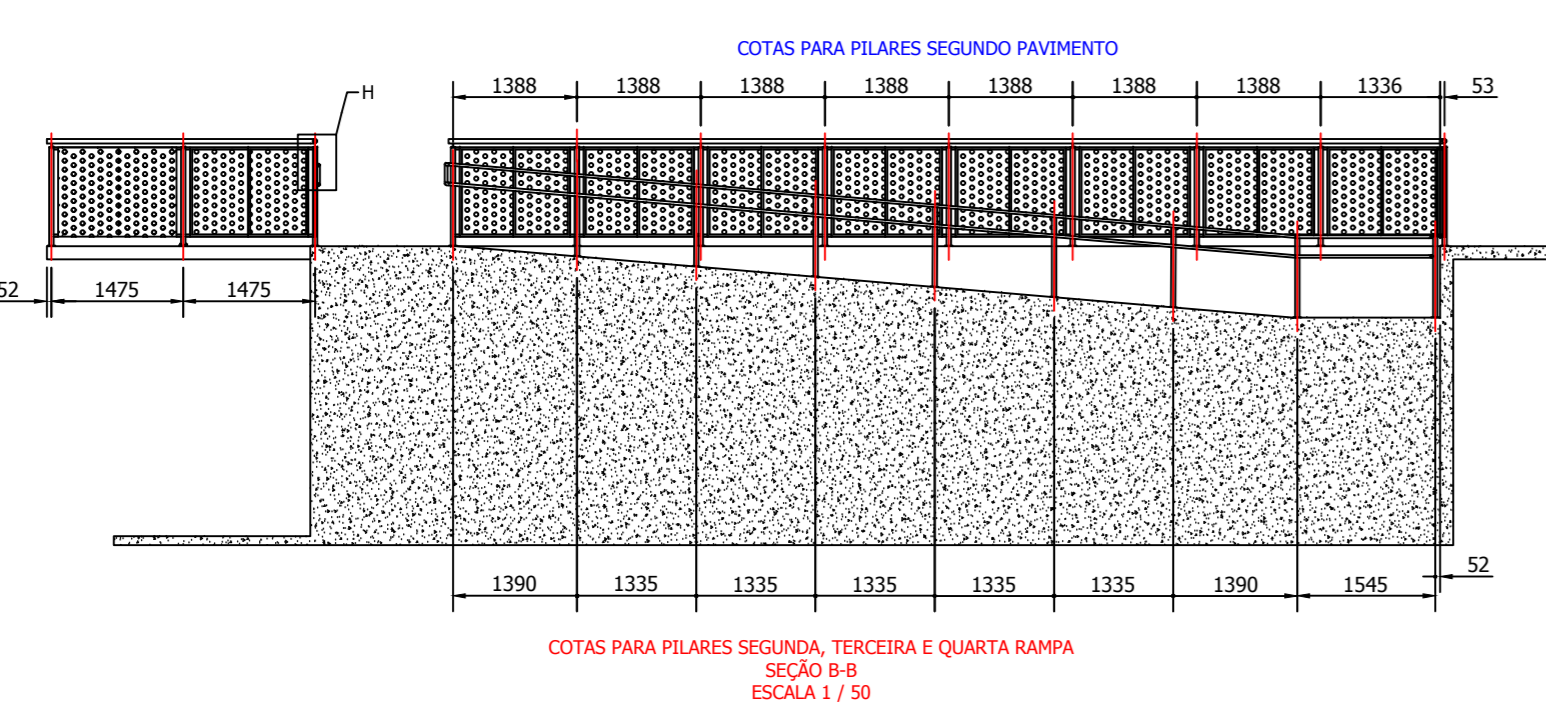 COTAS PARA PILARES SEGUNDO PAVIMENTO
1388 1388 1388 1388 1388 1388 1388 1336 53
H
52 1475 1475
52
1390 1335 1335 1335 1335 1335 1390 1545
COTAS PARA PILARES SEGUNDA, TERCEIRA E QUARTA RAMPA
SEÇÃO B-B
ESCALA 1 / 50